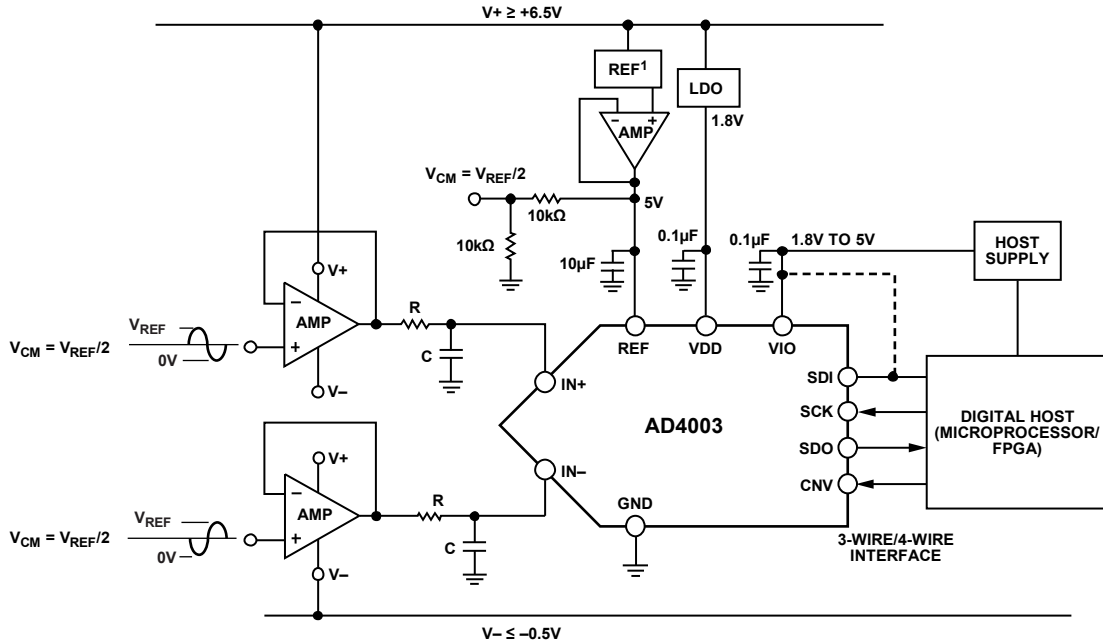 V+ ≥ +6.5V
REF¹
LDO
1.8V
– +
AMP
V_CM = V_REF/2
5V
10kΩ
10kΩ
10µF
0.1µF
0.1µF
1.8V TO 5V
HOST
SUPPLY
V+
–
AMP
+
V–
R
C
V_REF
0V
V_CM = V_REF/2
REF
VDD
VIO
IN+
IN–
AD4003
GND
SDI
SCK
SDO
CNV
DIGITAL HOST
(MICROPROCESSOR/
FPGA)
3-WIRE/4-WIRE
INTERFACE
V+
–
AMP
+
V–
R
C
V_REF
0V
V_CM = V_REF/2
V– ≤ –0.5V